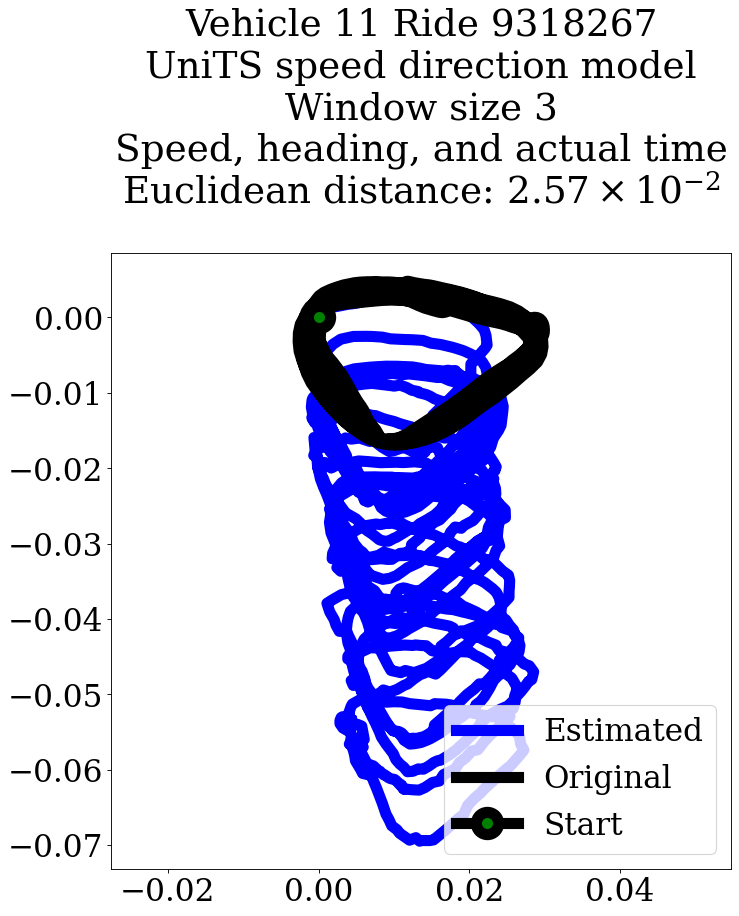 Vehicle 11 Ride 9318267
UniTS speed direction model
Window size 3
Speed, heading, and actual time
Euclidean distance: 2.57 × 10⁻²
0.00
−0.01
−0.02
−0.03
−0.04
−0.05
−0.06
−0.07
Estimated
Original
Start
−0.02 0.00 0.02 0.04